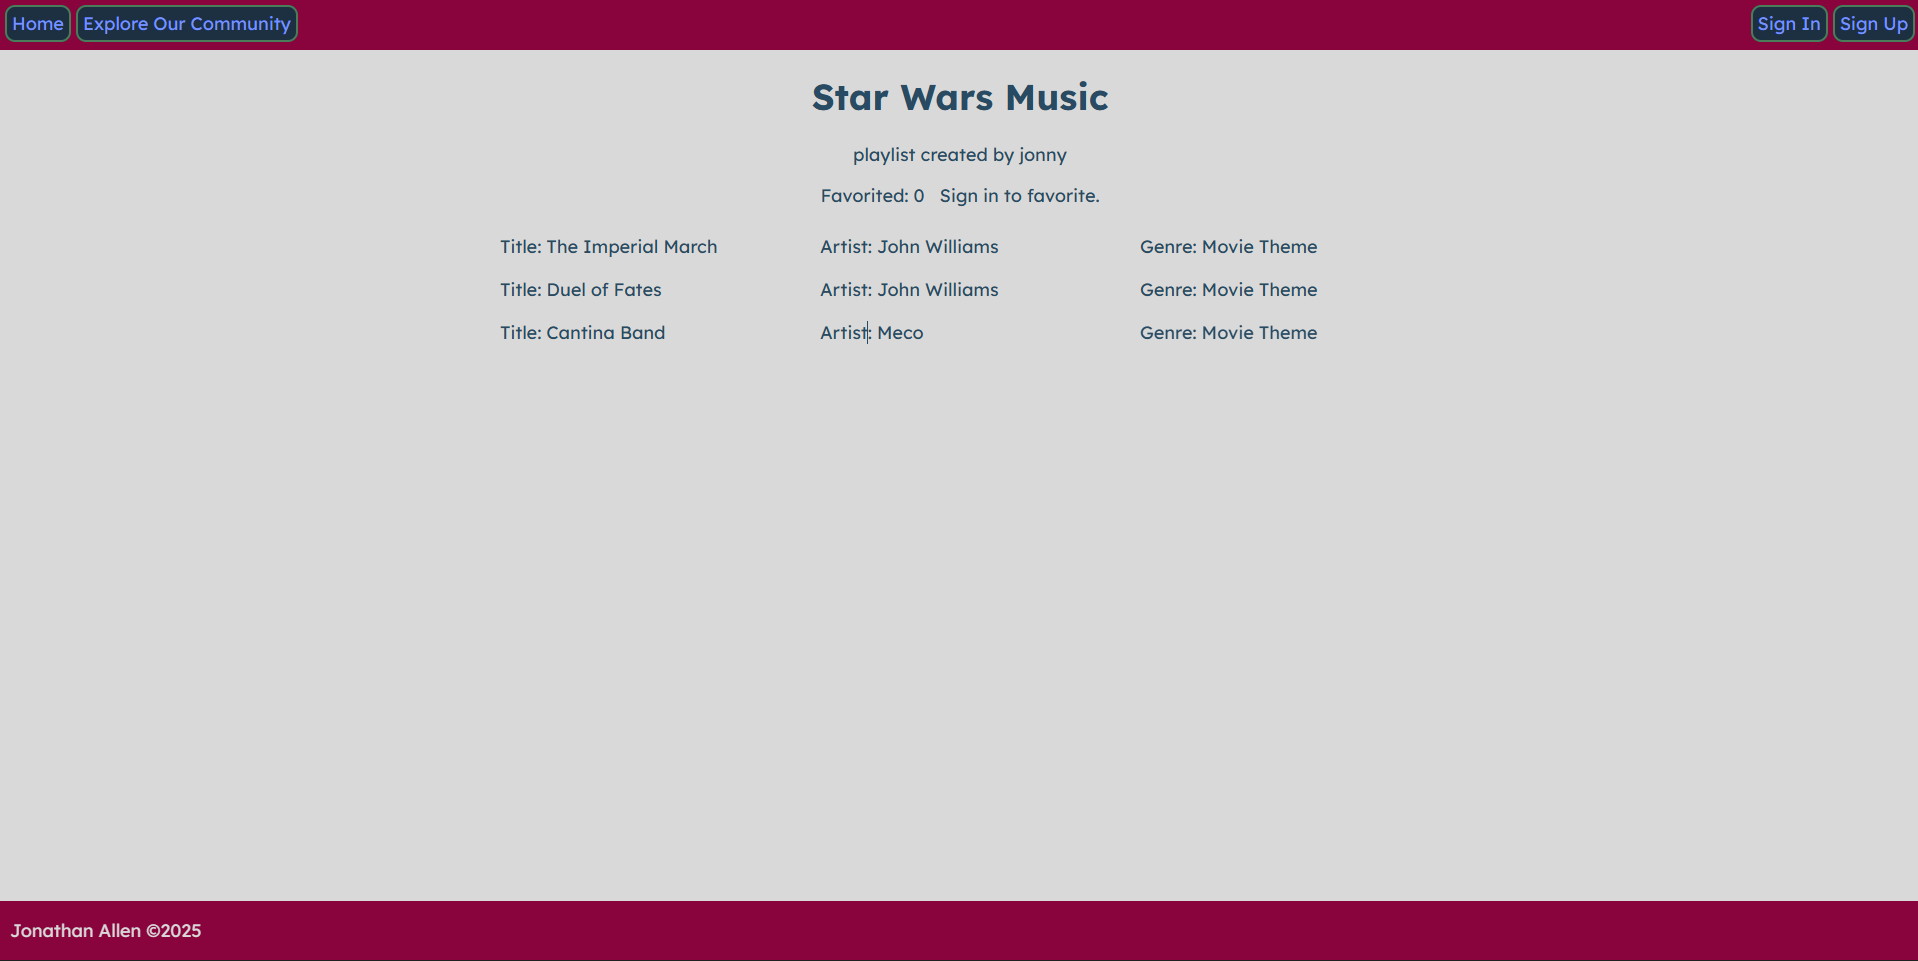 Home Explore Our Community Sign In Sign Up
Star Wars Music
playlist created by jonny
Favorited: 0 Sign in to favorite.
Title: The Imperial March Artist: John Williams Genre: Movie Theme
Title: Duel of Fates Artist: John Williams Genre: Movie Theme
Title: Cantina Band Artist: Meco Genre: Movie Theme
Jonathan Allen ©2025